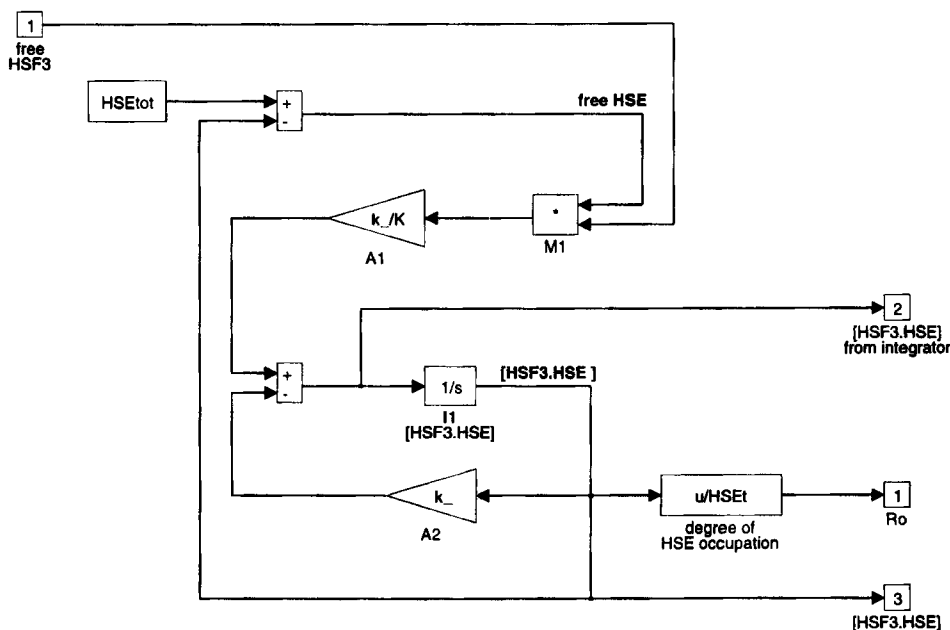 1
free
HSF3
HSEtot
+
-
free HSE
k_/K
A1
*
M1
2
[HSF3.HSE]
from integrator
+
-
1/s
[HSF3.HSE ]
I1
[HSF3.HSE]
k_
A2
u/HSEt
degree of
HSE occupation
1
Ro
3
[HSF3.HSE]